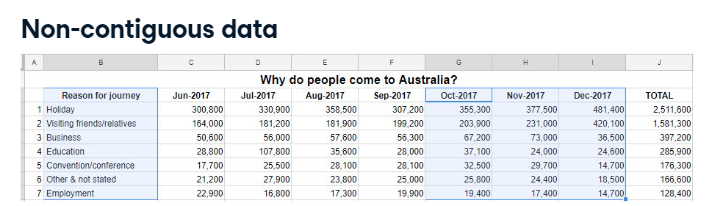 Non-contiguous data
A B C D E F G H I J
Why do people come to Australia?
Reason for journey Jun-2017 Jul-2017 Aug-2017 Sep-2017 Oct-2017 Nov-2017 Dec-2017 TOTAL
1 Holiday 300,800 330,900 358,500 307,200 355,300 377,500 481,400 2,511,600
2 Visiting friends/relatives 164,000 181,200 181,900 199,200 203,900 231,000 420,100 1,581,300
3 Business 50,600 56,000 57,600 56,300 67,200 73,000 36,500 397,200
4 Education 28,800 107,800 35,600 28,000 37,100 24,000 24,600 285,900
5 Convention/conference 17,700 25,500 28,100 28,100 32,500 29,700 14,700 176,300
6 Other & not stated 21,200 27,900 23,800 25,000 25,800 24,400 18,500 166,600
7 Employment 22,900 16,800 17,300 19,900 19,400 17,400 14,700 128,400